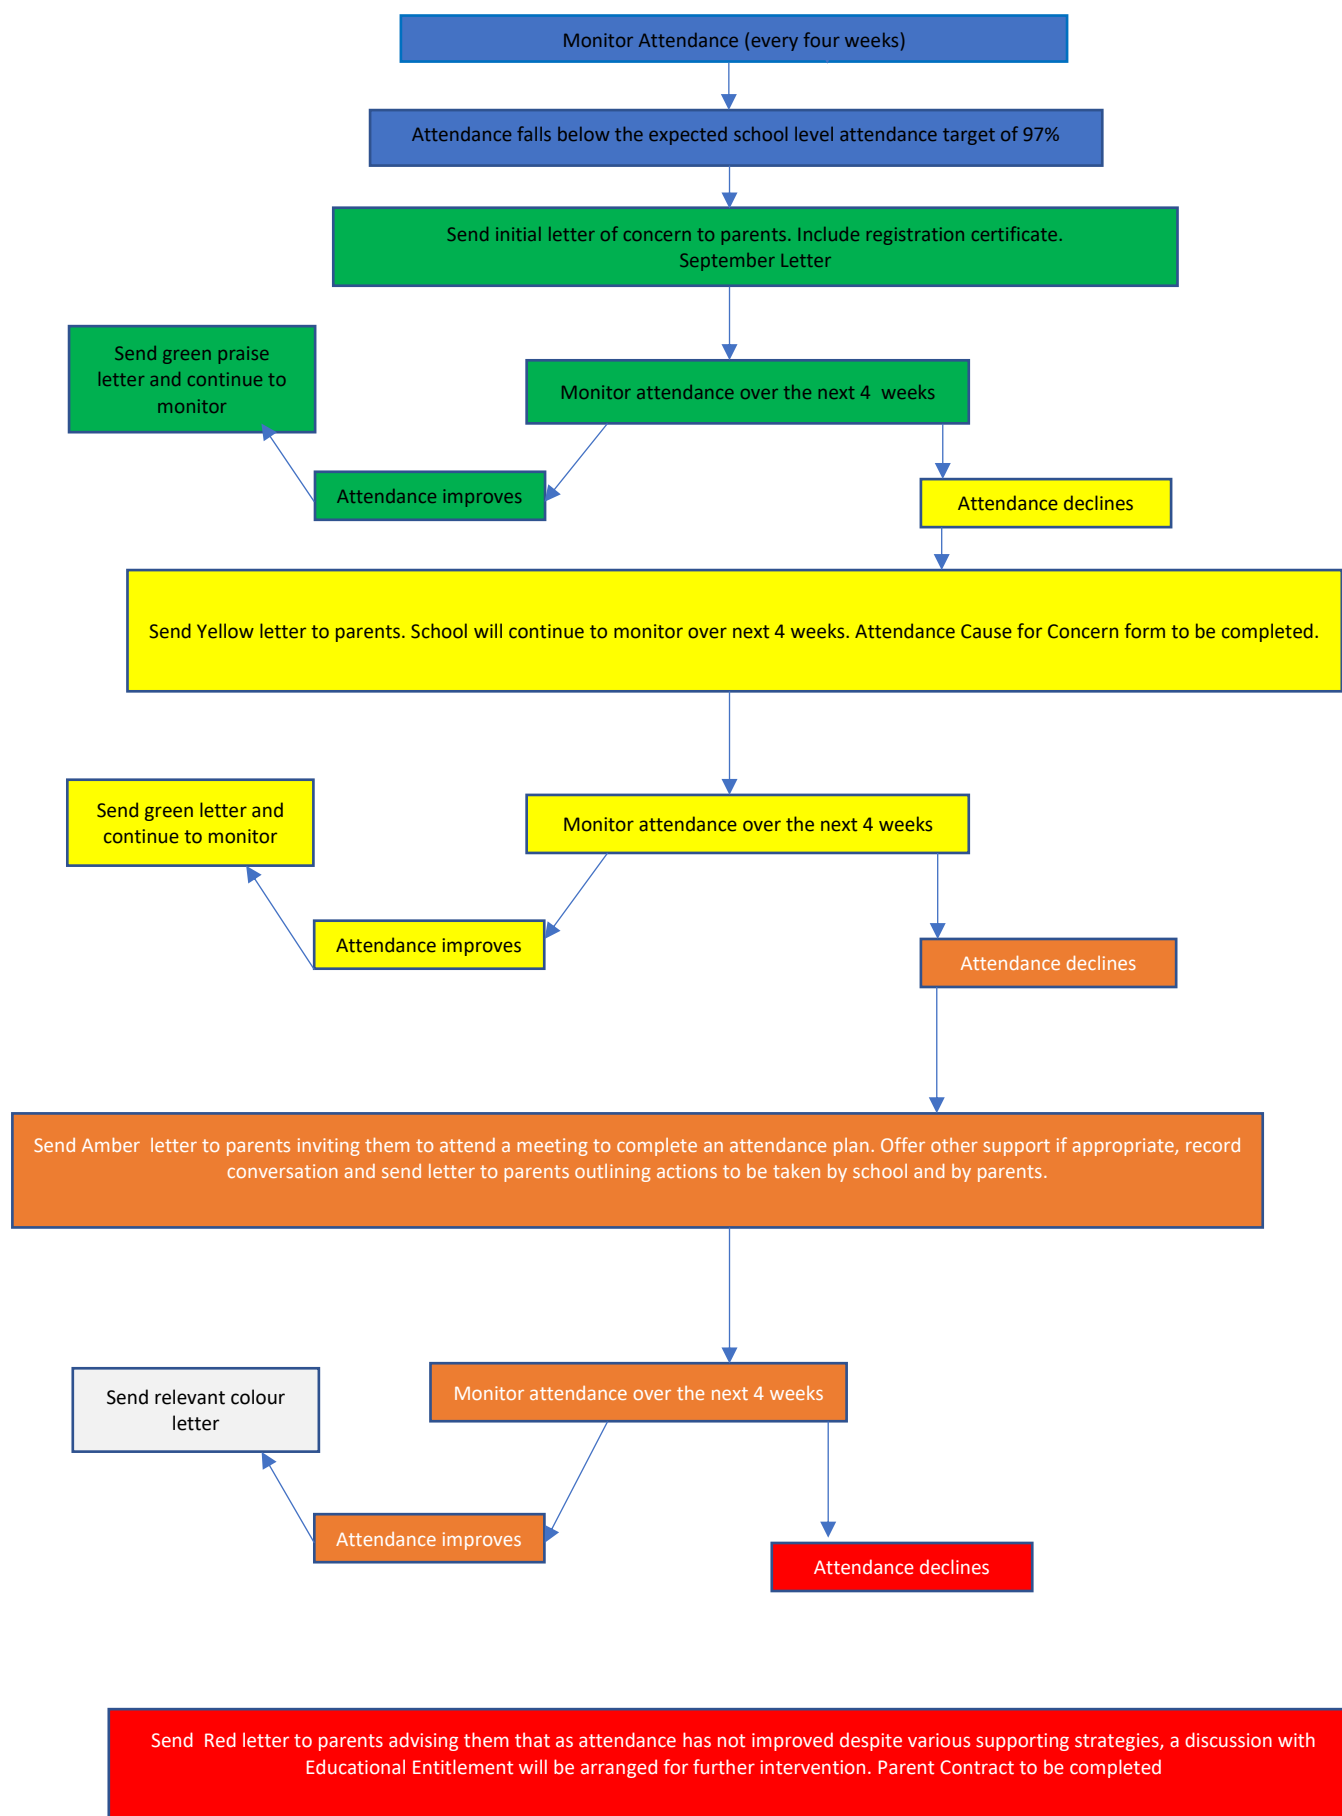 Monitor Attendance (every four weeks)
Attendance falls below the expected school level attendance target of 97%
Send initial letter of concern to parents. Include registration certificate.
September Letter
Send green praise
letter and continue to
monitor
Monitor attendance over the next 4  weeks
Attendance improves
Attendance declines
Send Yellow letter to parents. School will continue to monitor over next 4 weeks. Attendance Cause for Concern form to be completed.
Send green letter and
continue to monitor
Monitor attendance over the next 4 weeks
Attendance improves
Attendance declines
Send Amber  letter to parents inviting them to attend a meeting to complete an attendance plan. Offer other support if appropriate, record
conversation and send letter to parents outlining actions to be taken by school and by parents.
Send relevant colour
letter
Monitor attendance over the next 4 weeks
Attendance improves
Attendance declines
Send  Red letter to parents advising them that as attendance has not improved despite various supporting strategies, a discussion with
Educational Entitlement will be arranged for further intervention. Parent Contract to be completed